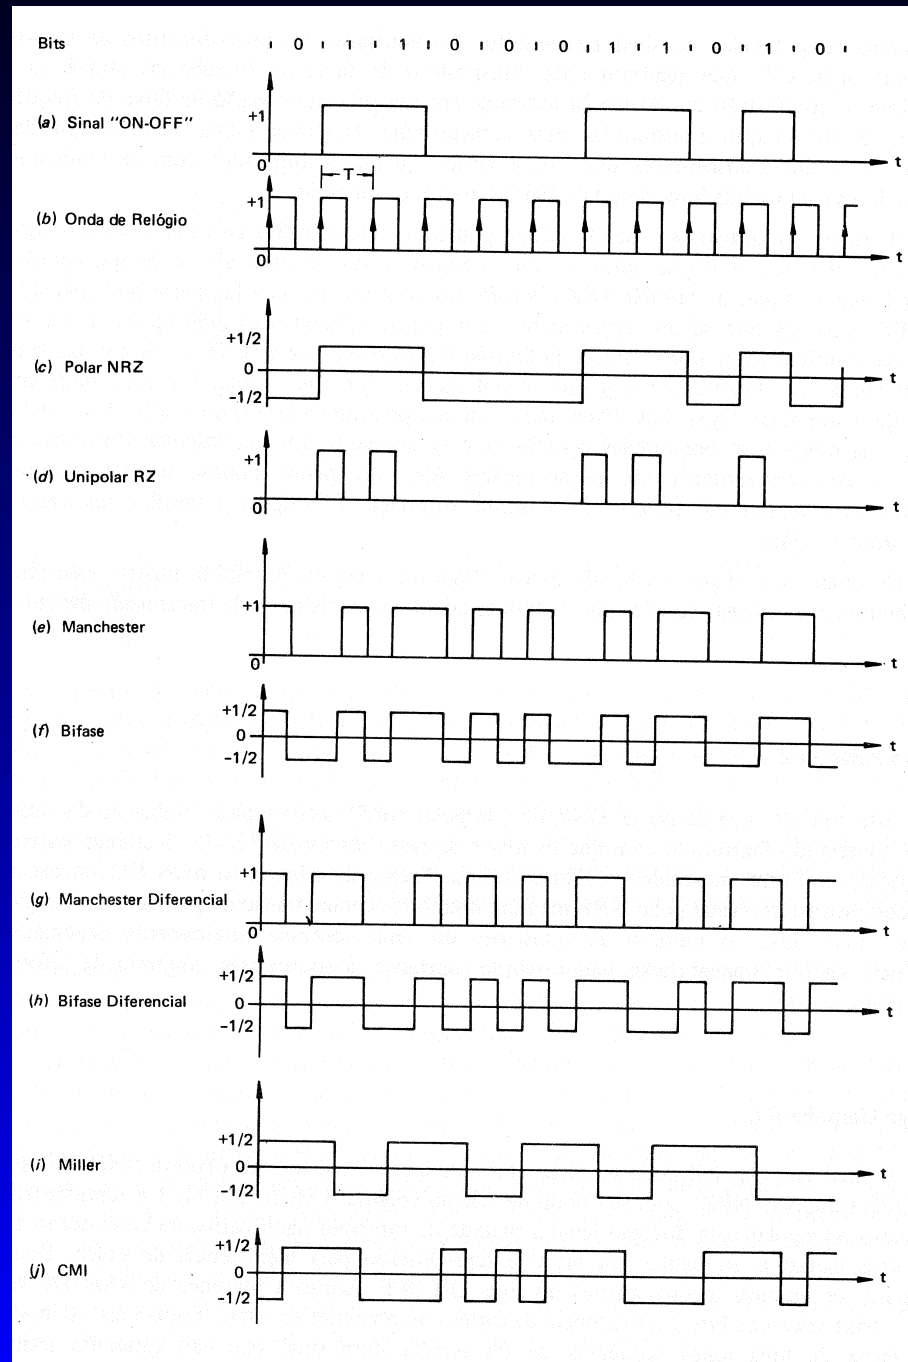 Bits ' 0 ' 1 ' 1 ' 0 ' 0 ' 0 ' 1 ' 1 ' 0 ' 1 ' 0 '
(a) Sinal "ON-OFF" +1 0 t
T
(b) Onda de Relógio +1 0 t
(c) Polar NRZ +1/2 0 −1/2 t
(d) Unipolar RZ +1 0 t
(e) Manchester +1 0 t
(f) Bifase +1/2 0 −1/2 t
(g) Manchester Diferencial +1 0 t
(h) Bifase Diferencial +1/2 0 −1/2 t
(i) Miller +1/2 0 −1/2 t
(j) CMI +1/2 0 −1/2 t